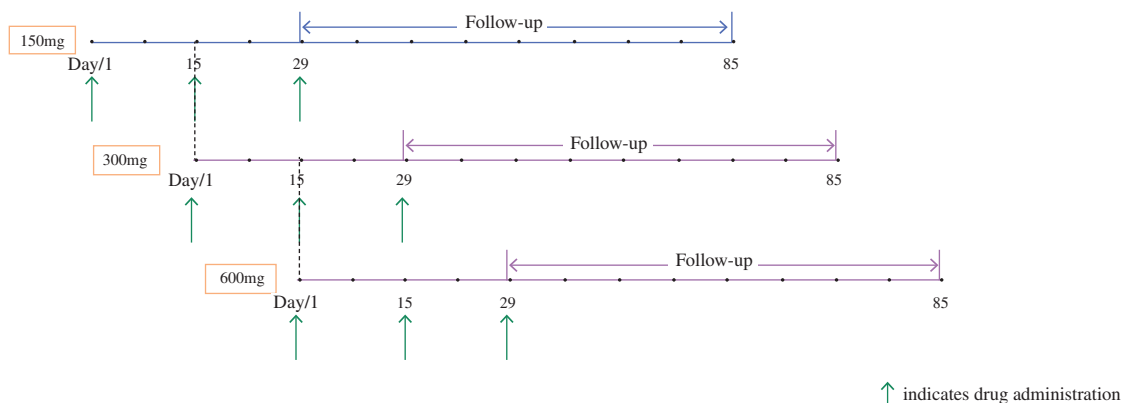 Follow-up
150mg
Day/1 15 29 85
Follow-up
300mg
Day/1 15 29 85
Follow-up
600mg
Day/1 15 29 85
indicates drug administration